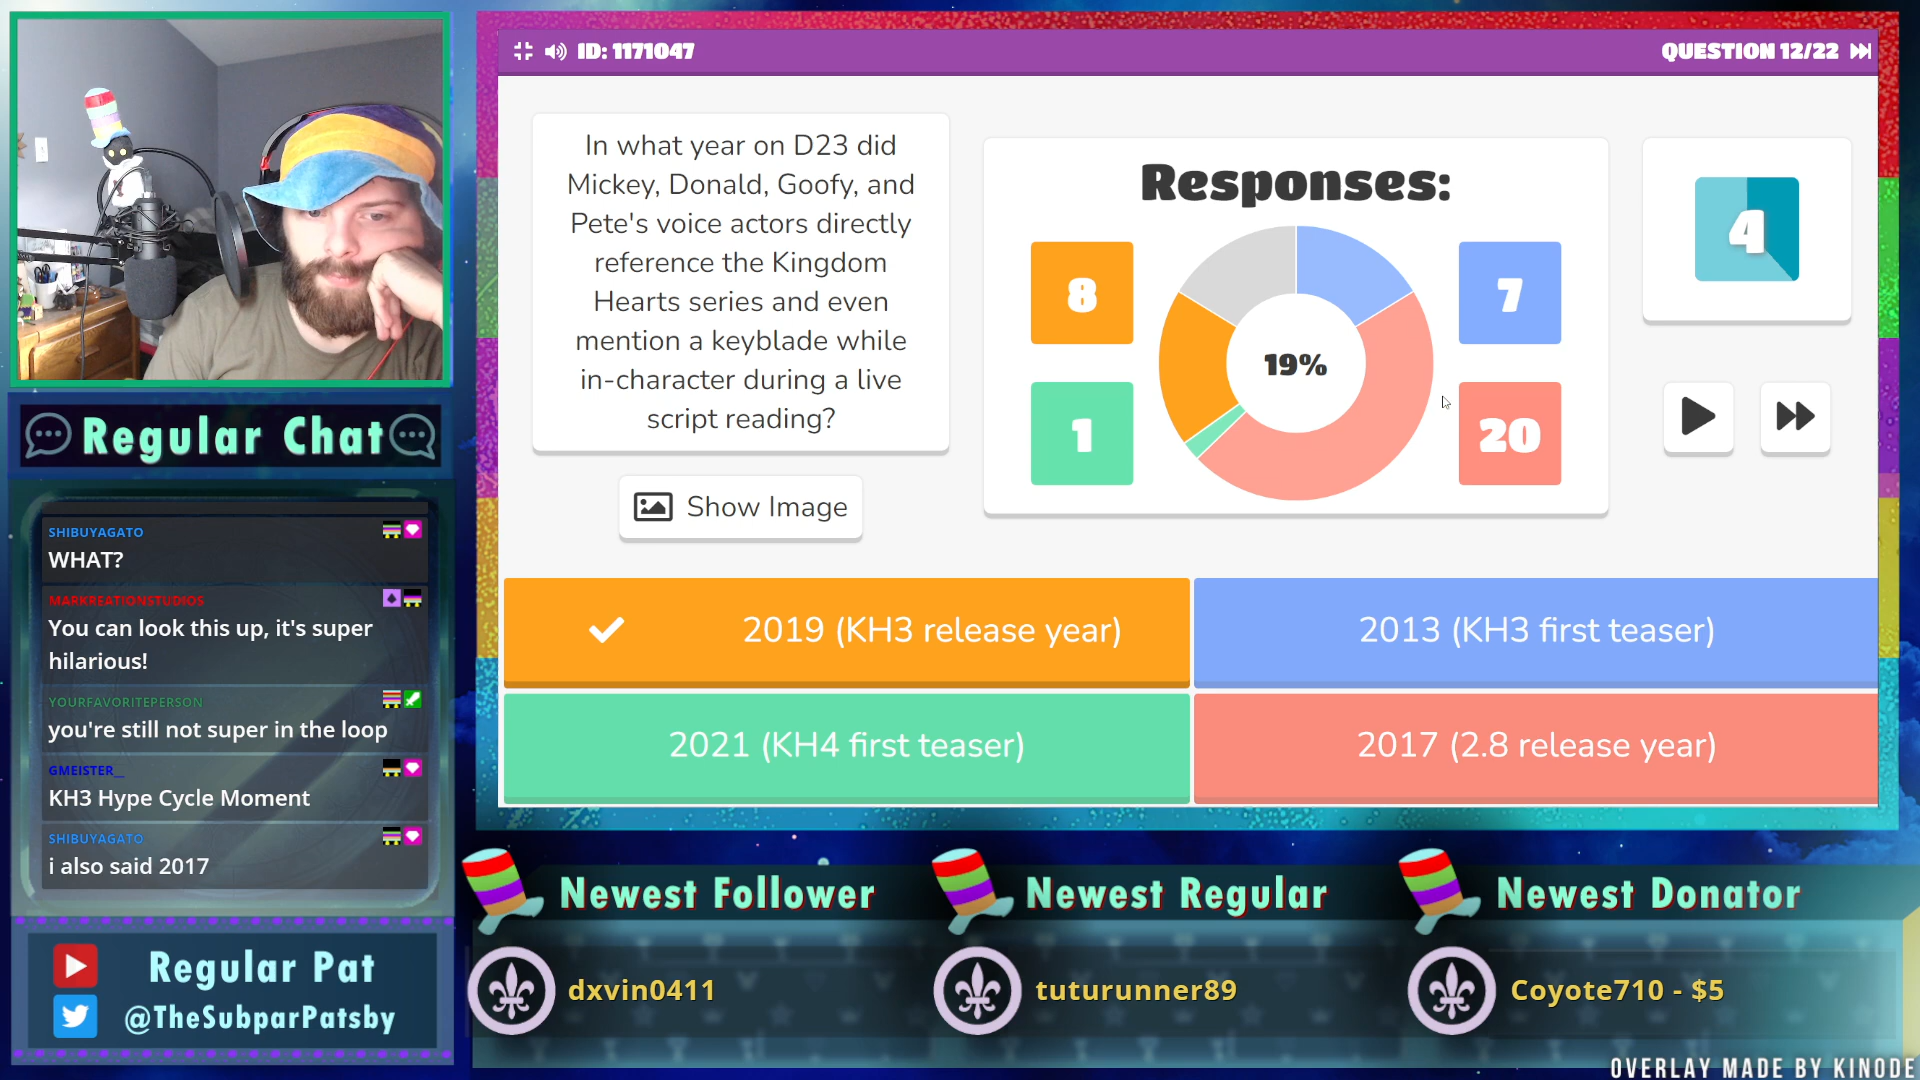 ID: 1171047
QUESTION 12/22
In what year on D23 did
Mickey, Donald, Goofy, and
Pete's voice actors directly
reference the Kingdom
Hearts series and even
mention a keyblade while
in-character during a live
script reading?
Show Image
Responses:
8
7
19%
1
20
4
2019 (KH3 release year)
2013 (KH3 first teaser)
2021 (KH4 first teaser)
2017 (2.8 release year)
Regular Chat
SHIBUYAGATO
WHAT?
MARKREATIONSTUDIOS
You can look this up, it's super
hilarious!
YOURFAVORITEPERSON
you're still not super in the loop
GMEISTER__
KH3 Hype Cycle Moment
SHIBUYAGATO
i also said 2017
Regular Pat
@TheSubparPatsby
Newest Follower
dxvin0411
Newest Regular
tuturunner89
Newest Donator
Coyote710 - $5
OVERLAY MADE BY KINODE